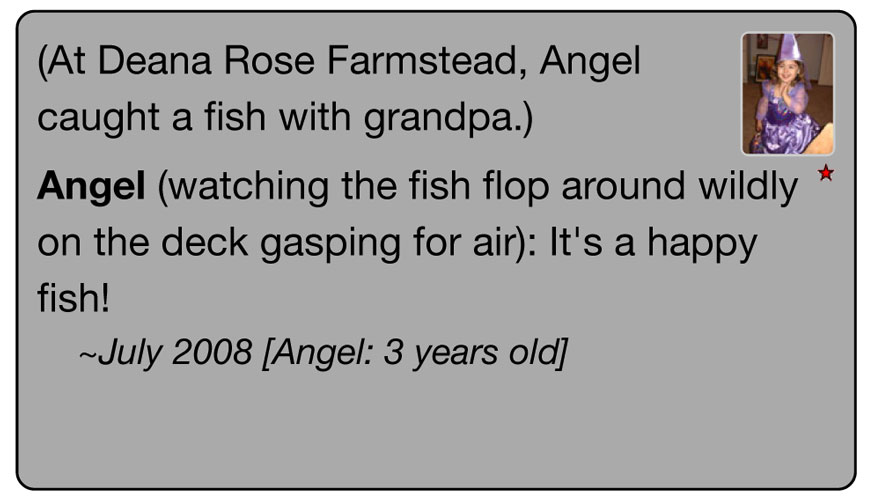 (At Deana Rose Farmstead, Angel
caught a fish with grandpa.)
Angel (watching the fish flop around wildly
on the deck gasping for air): It's a happy
fish!
~July 2008 [Angel: 3 years old]